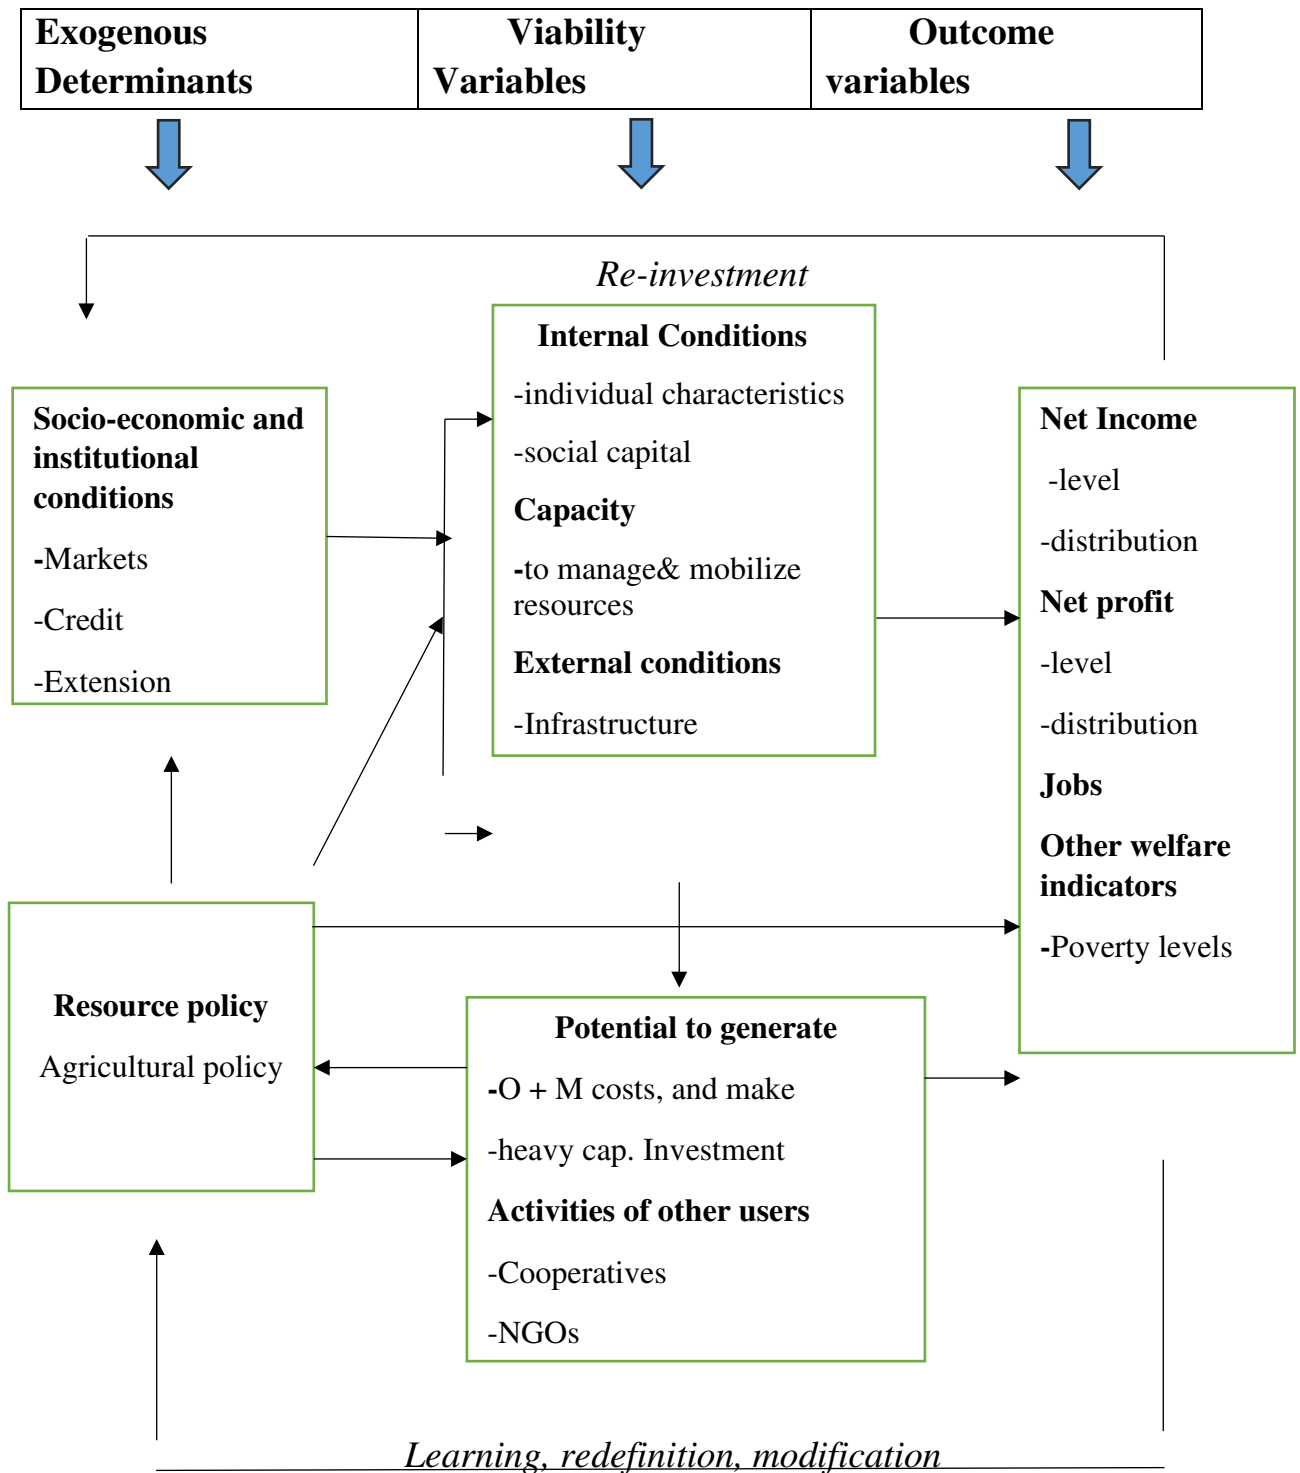 Exogenous
Determinants
Viability
Variables
Outcome
variables
Re-investment
Socio-economic and
institutional
conditions
-Markets
-Credit
-Extension
Internal Conditions
-individual characteristics
-social capital
Capacity
-to manage& mobilize
resources
External conditions
-Infrastructure
Net Income
-level
-distribution
Net profit
-level
-distribution
Jobs
Other welfare
indicators
-Poverty levels
Resource policy
Agricultural policy
Potential to generate
-O + M costs, and make
-heavy cap. Investment
Activities of other users
-Cooperatives
-NGOs
Learning, redefinition, modification